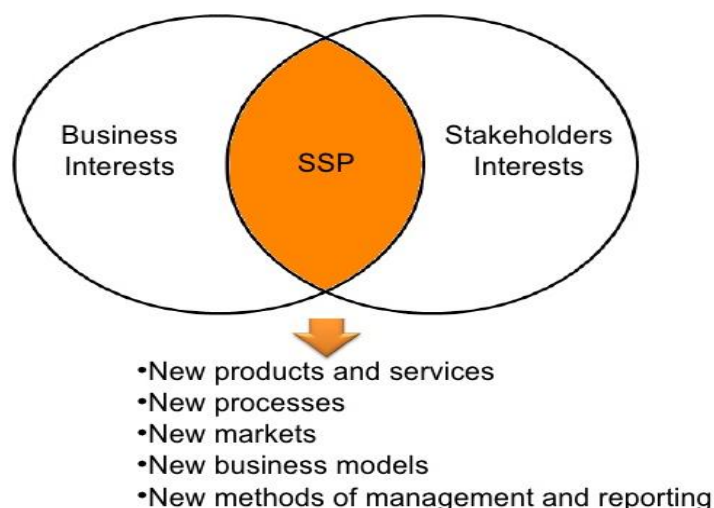 Business
Interests
SSP
Stakeholders
Interests
•New products and services
•New processes
•New markets
•New business models
•New methods of management and reporting